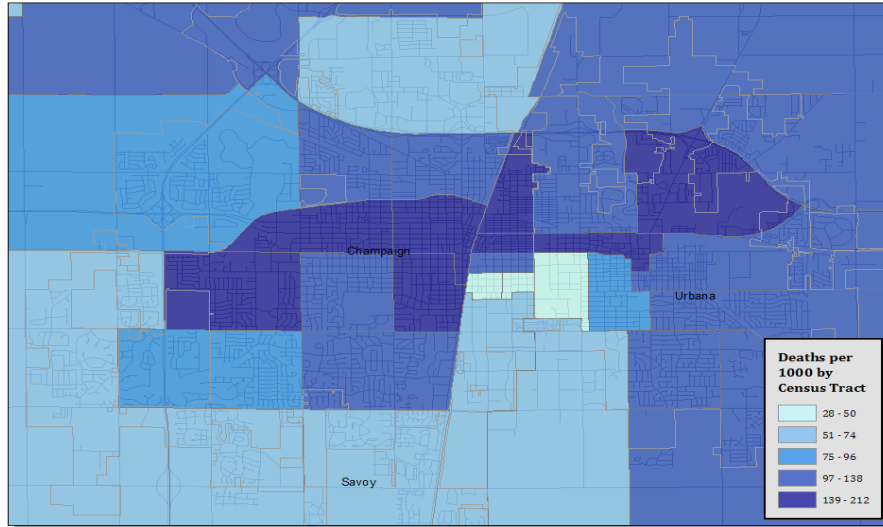 Champaign
Urbana
Savoy
Deaths per
1000 by
Census Tract
28 - 50
51 - 74
75 - 96
97 - 138
139 - 212